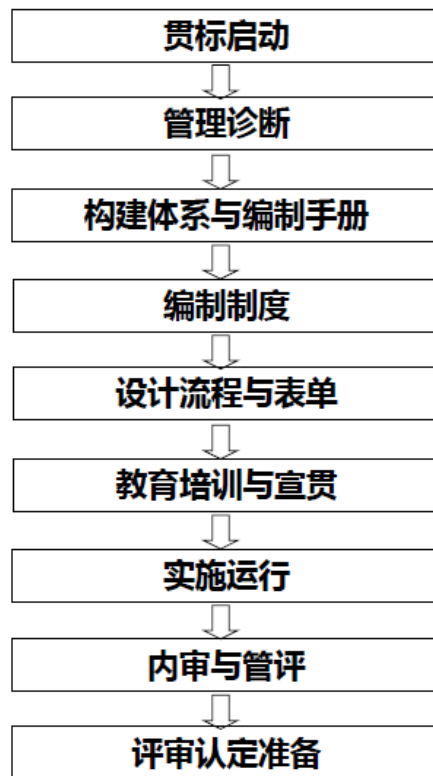 贯标启动
管理诊断
构建体系与编制手册
编制制度
设计流程与表单
教育培训与宣贯
实施运行
内审与管评
评审认定准备